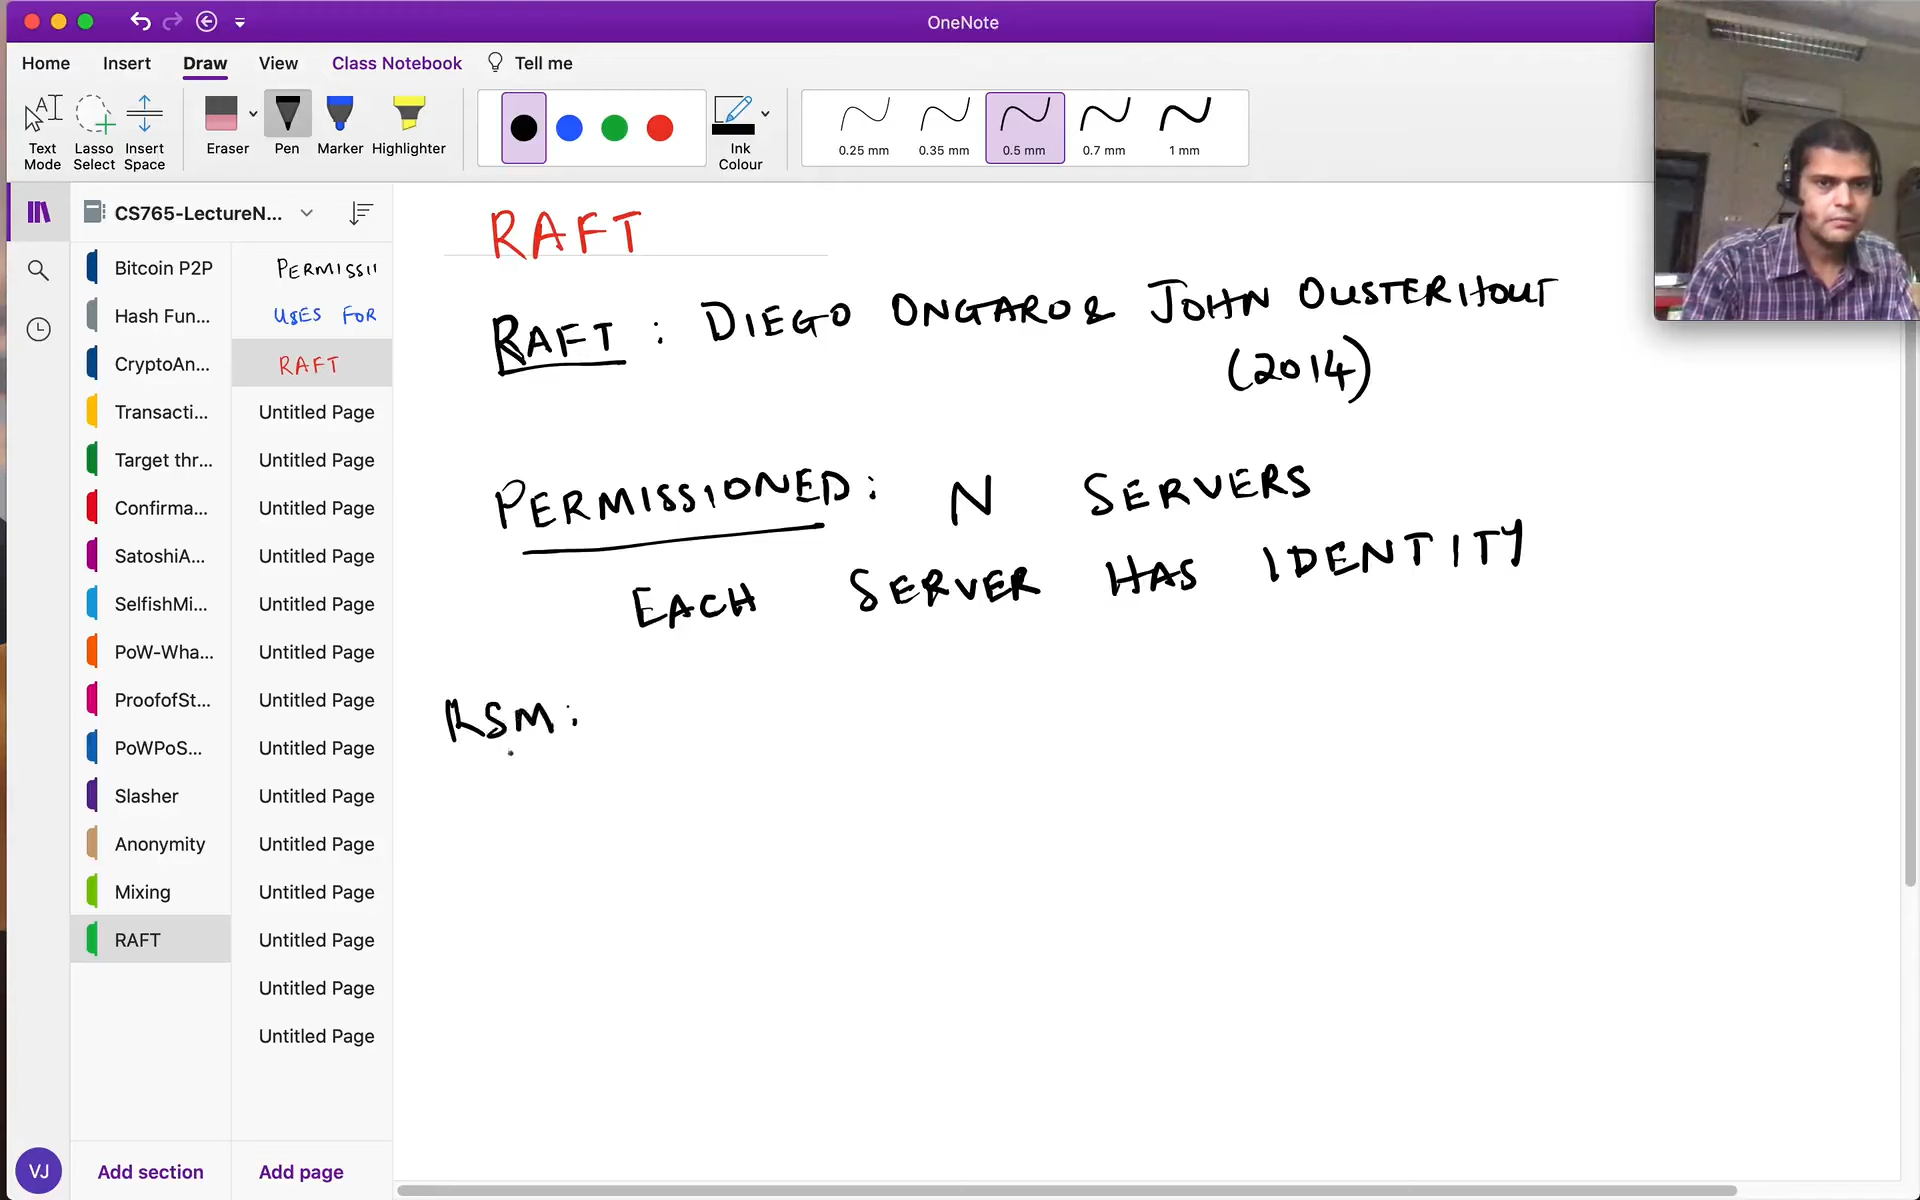 OneNote
Home Insert Draw View Class Notebook Tell me
Text Mode
Lasso Select
Insert Space
Eraser
Pen
Marker
Highlighter
Ink Colour
0.25 mm
0.35 mm
0.5 mm
0.7 mm
1 mm
CS765-LectureN...
Bitcoin P2P
Hash Fun...
CryptoAn...
Transacti...
Target thr...
Confirma...
SatoshiA...
SelfishMi...
PoW-Wha...
ProofofSt...
PoWPoS...
Slasher
Anonymity
Mixing
RAFT
Add section
VJ
PERMISSI
USES FOR
RAFT
Untitled Page
Untitled Page
Untitled Page
Untitled Page
Untitled Page
Untitled Page
Untitled Page
Untitled Page
Untitled Page
Untitled Page
Untitled Page
Untitled Page
Untitled Page
Untitled Page
Add page
RAFT
RAFT : DIEGO ONGARO & JOHN OUSTERHOUT
(2014)
PERMISSIONED: N SERVERS
EACH SERVER HAS IDENTITY
RSM: